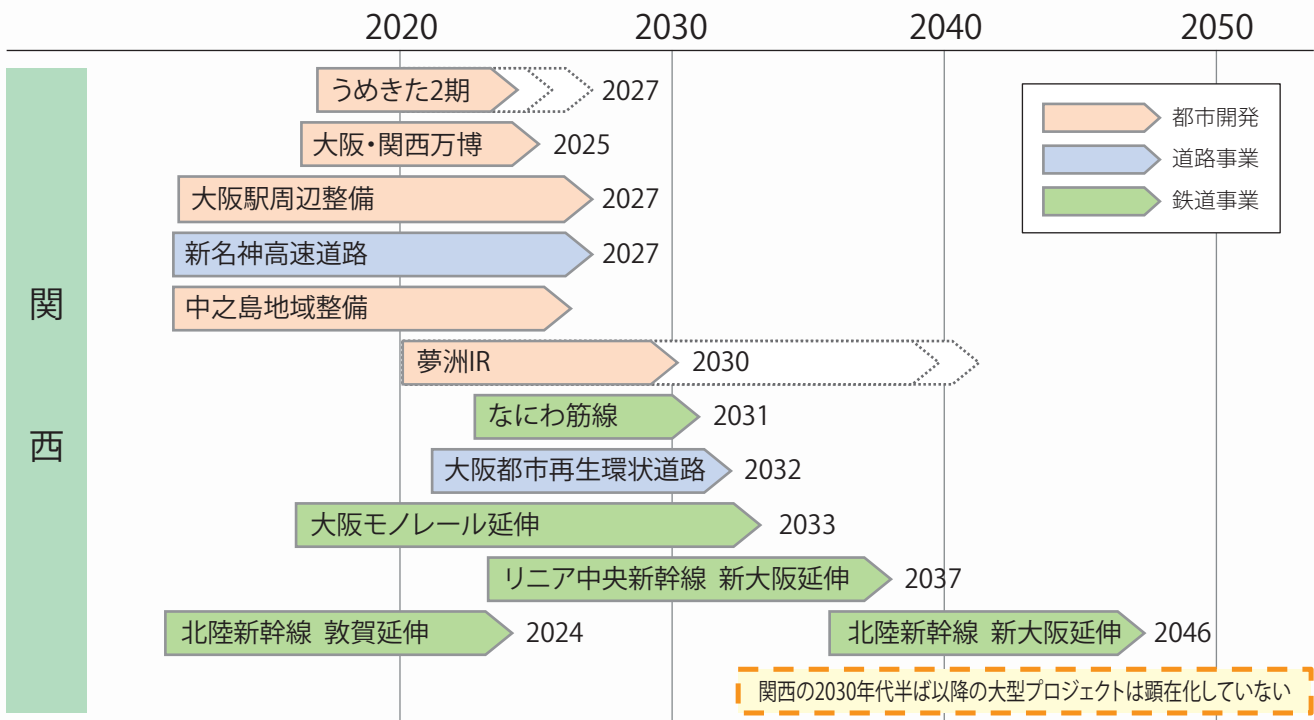 2020 2030 2040 2050
関西
うめきた2期 2027
大阪・関西万博 2025
大阪駅周辺整備 2027
新名神高速道路 2027
中之島地域整備
夢洲IR 2030
なにわ筋線 2031
大阪都市再生環状道路 2032
大阪モノレール延伸 2033
リニア中央新幹線 新大阪延伸 2037
北陸新幹線 敦賀延伸 2024 北陸新幹線 新大阪延伸 2046
都市開発
道路事業
鉄道事業
関西の2030年代半ば以降の大型プロジェクトは顕在化していない